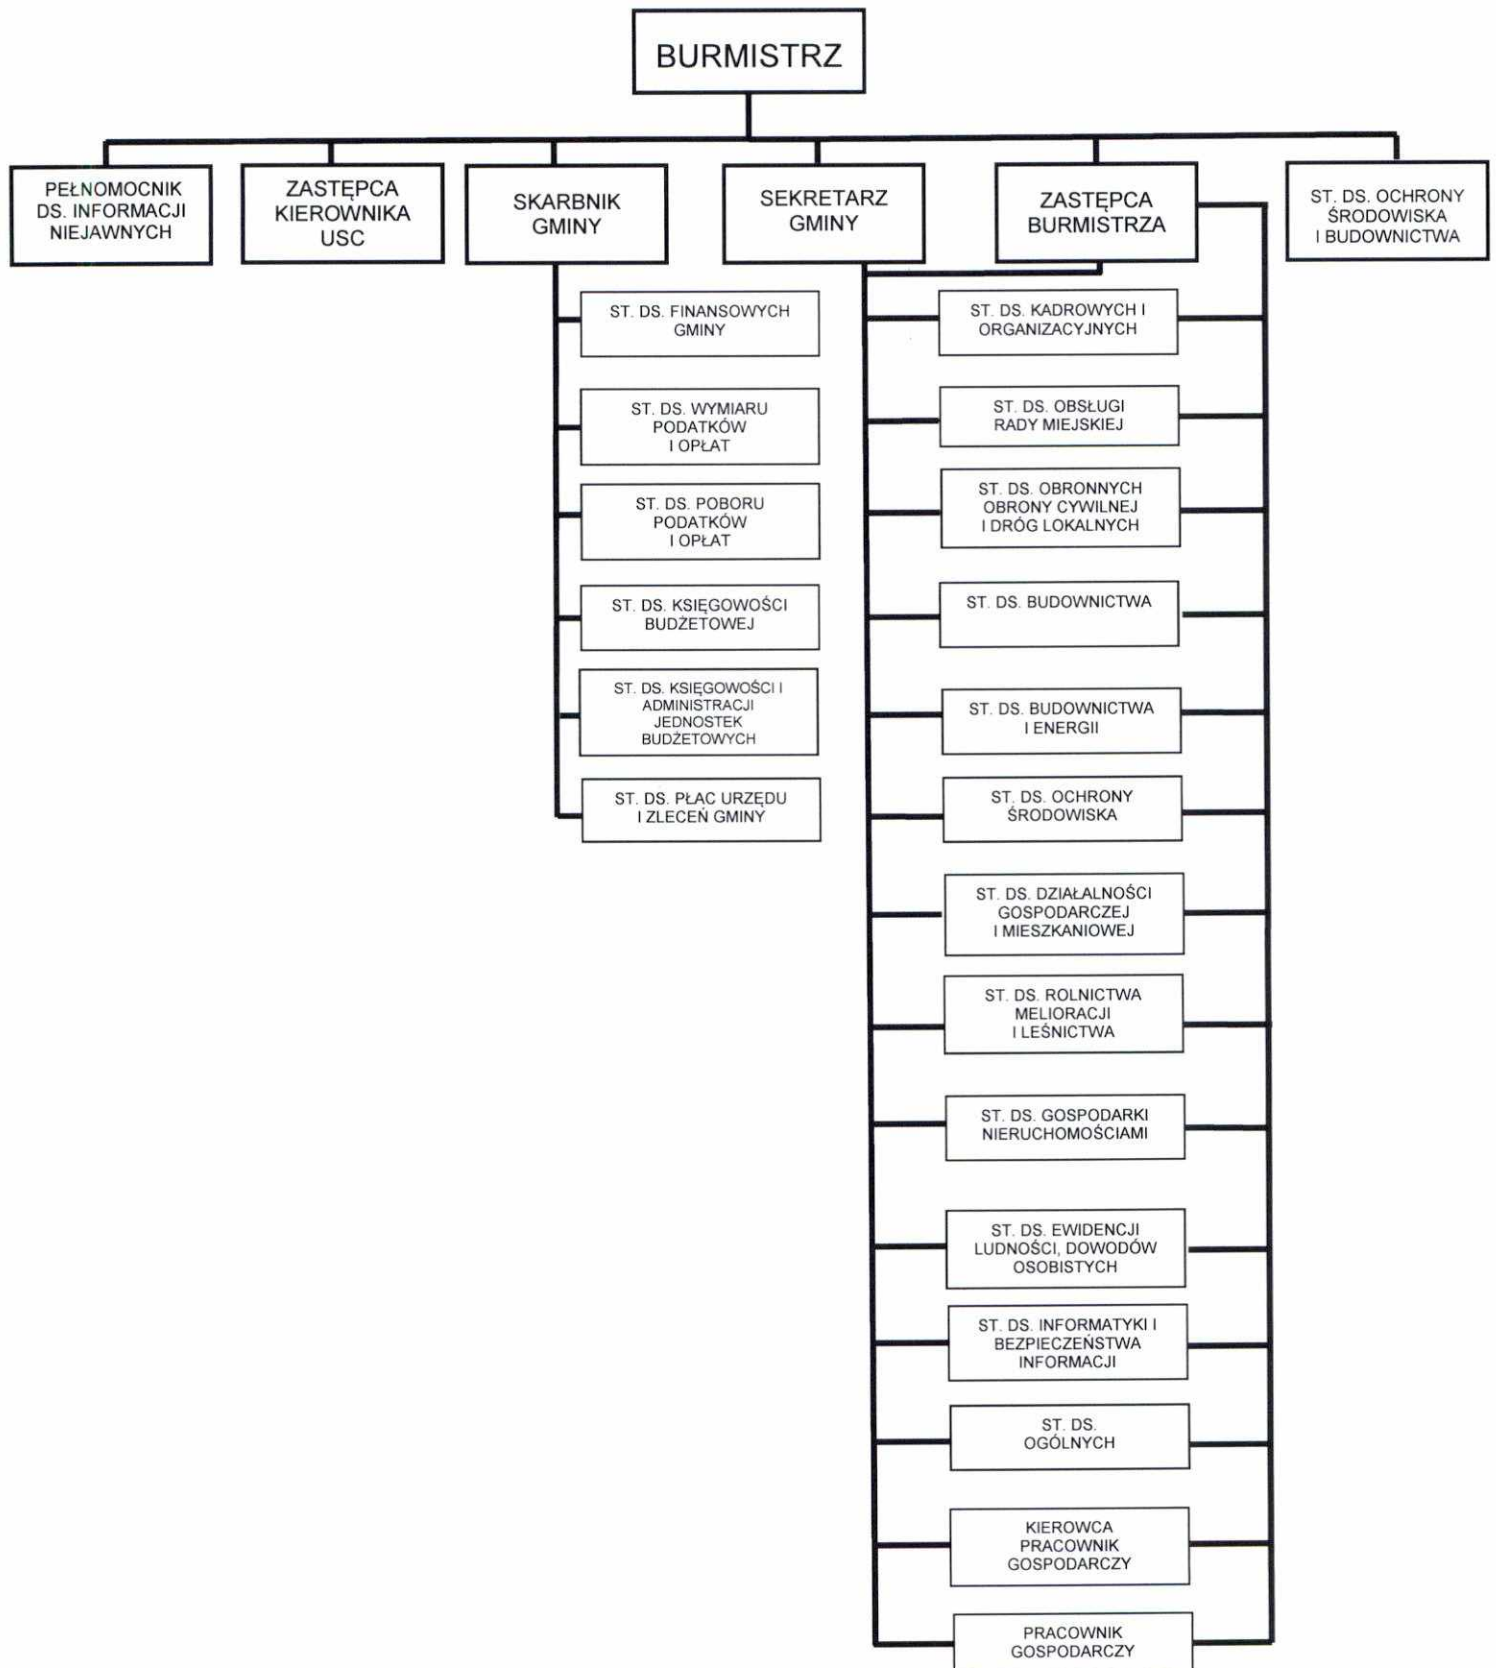 BURMISTRZ
PEŁNOMOCNIK
DS. INFORMACJI
NIEJAWNYCH
ZASTĘPCA
KIEROWNIKA
USC
SKARBNIK
GMINY
SEKRETARZ
GMINY
ZASTĘPCA
BURMISTRZA
ST. DS. OCHRONY
ŚRODOWISKA
I BUDOWNICTWA
ST. DS. FINANSOWYCH
GMINY
ST. DS. WYMIARU
PODATKÓW
I OPŁAT
ST. DS. POBORU
PODATKÓW
I OPŁAT
ST. DS. KSIĘGOWOŚCI
BUDŻETOWEJ
ST. DS. KSIĘGOWOŚCI I
ADMINISTRACJI
JEDNOSTEK
BUDŻETOWYCH
ST. DS. PŁAC URZĘDU
I ZLECEŃ GMINY
ST. DS. KADROWYCH I
ORGANIZACYJNYCH
ST. DS. OBSŁUGI
RADY MIEJSKIEJ
ST. DS. OBRONNYCH
OBRONY CYWILNEJ
I DRÓG LOKALNYCH
ST. DS. BUDOWNICTWA
ST. DS. BUDOWNICTWA
I ENERGII
ST. DS. OCHRONY
ŚRODOWISKA
ST. DS. DZIAŁALNOŚCI
GOSPODARCZEJ
I MIESZKANIOWEJ
ST. DS. ROLNICTWA
MELIORACJI
I LEŚNICTWA
ST. DS. GOSPODARKI
NIERUCHOMOŚCIAMI
ST. DS. EWIDENCJI
LUDNOŚCI, DOWODÓW
OSOBISTYCH
ST. DS. INFORMATYKI I
BEZPIECZEŃSTWA
INFORMACJI
ST. DS.
OGÓLNYCH
KIEROWCA
PRACOWNIK
GOSPODARCZY
PRACOWNIK
GOSPODARCZY